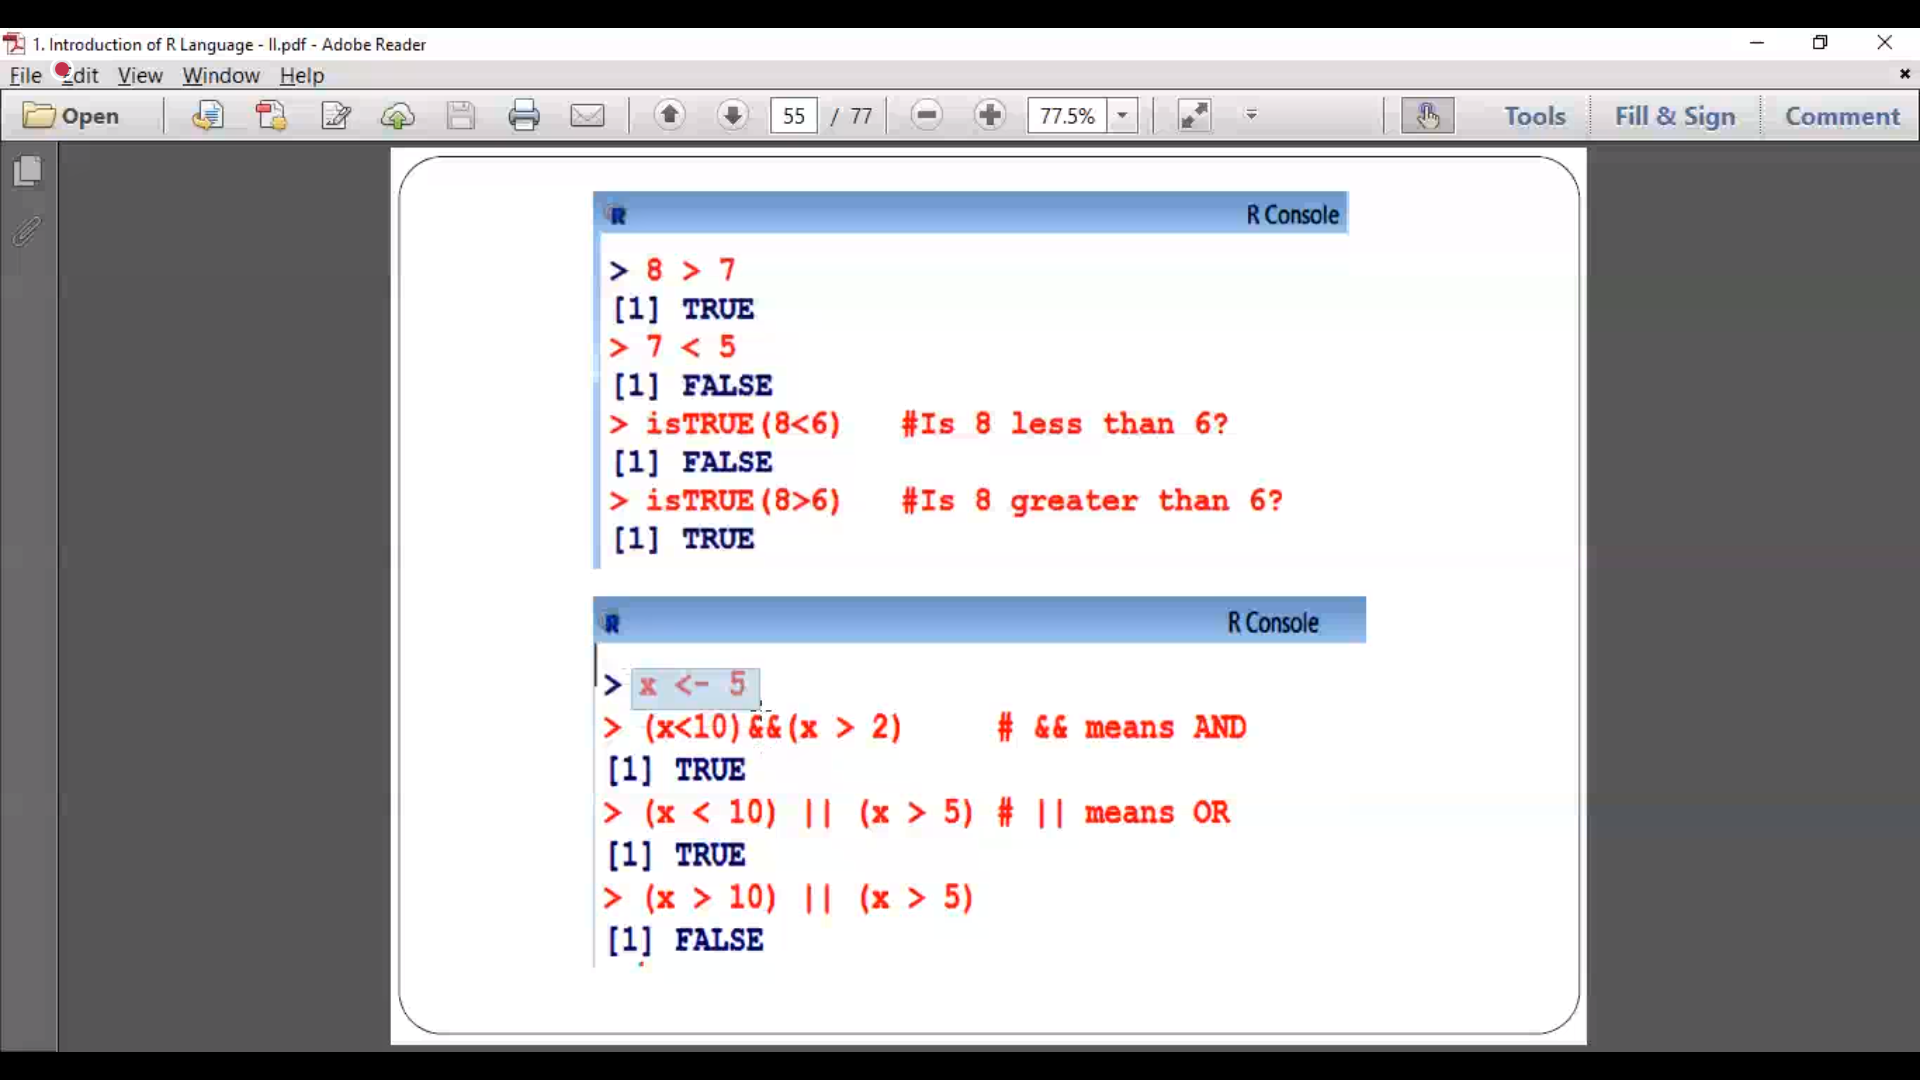 1. Introduction of R Language - II.pdf - Adobe Reader
File Edit View Window Help
Open 55 / 77 77.5% Tools Fill & Sign Comment
R R Console
> 8 > 7
[1] TRUE
> 7 < 5
[1] FALSE
> isTRUE(8<6) #Is 8 less than 6?
[1] FALSE
> isTRUE(8>6) #Is 8 greater than 6?
[1] TRUE
R R Console
> x <- 5
> (x<10)&&(x > 2) # && means AND
[1] TRUE
> (x < 10) || (x > 5) # || means OR
[1] TRUE
> (x > 10) || (x > 5)
[1] FALSE